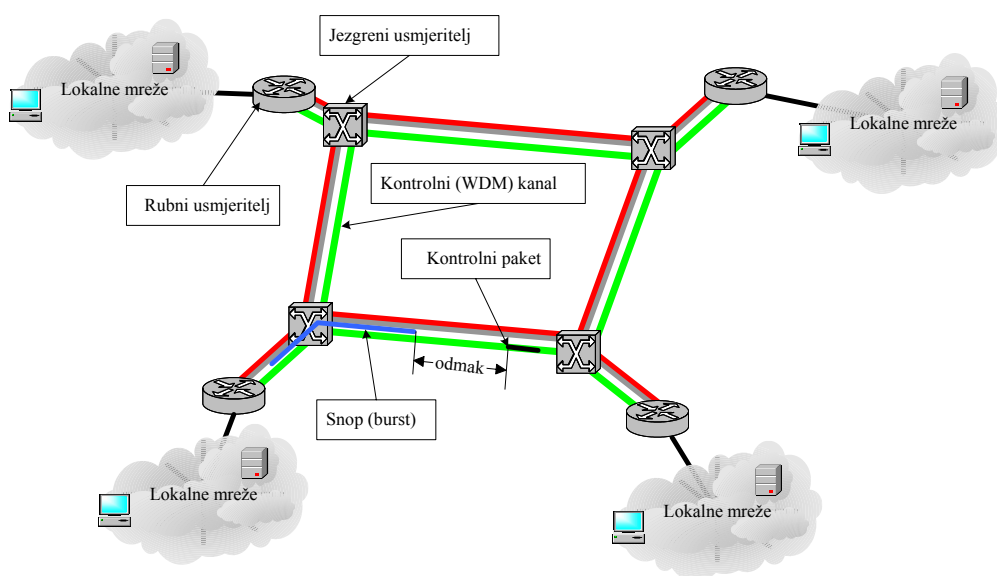 Jezgreni usmjeritelj
Lokalne mreže
Lokalne mreže
Kontrolni (WDM) kanal
Rubni usmjeritelj
Kontrolni paket
odmak
Snop (burst)
Lokalne mreže
Lokalne mreže